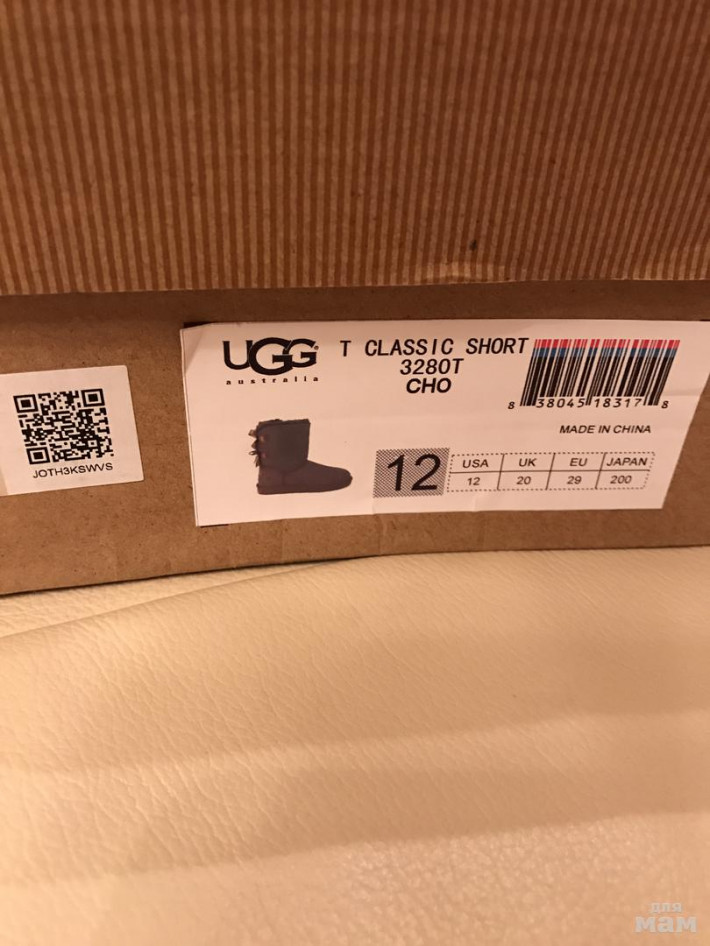 UGG®
australia
T CLASSIC SHORT
3280T
CHO
8 38045 18317 8
MADE IN CHINA
12
USA UK EU JAPAN
12 20 29 200
JOTH3KSWVS
для
мам